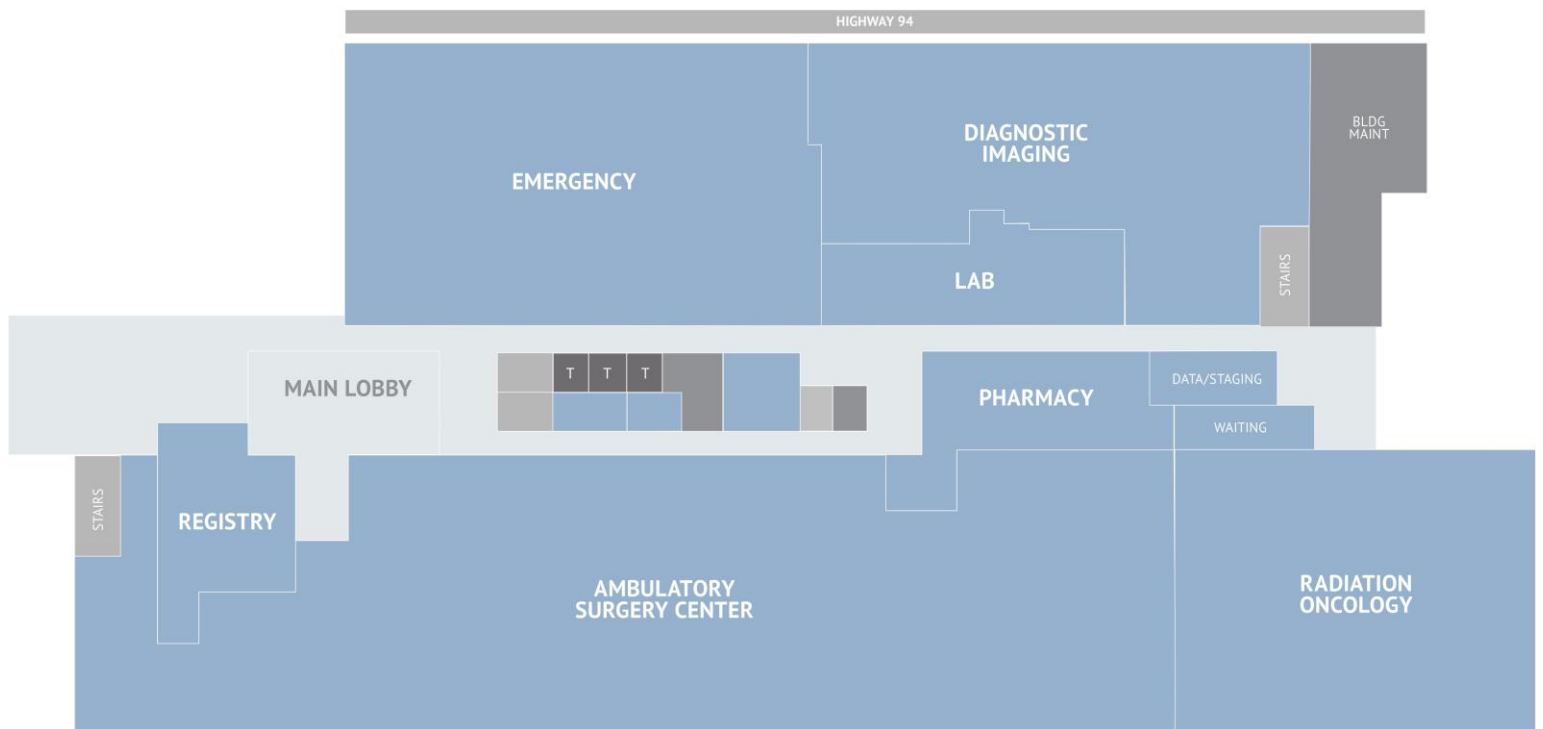 HIGHWAY 94
DIAGNOSTIC
IMAGING
BLDG
MAINT
EMERGENCY
LAB
STAIRS
MAIN LOBBY
T T T
PHARMACY
DATA/STAGING
WAITING
STAIRS
REGISTRY
AMBULATORY
SURGERY CENTER
RADIATION
ONCOLOGY